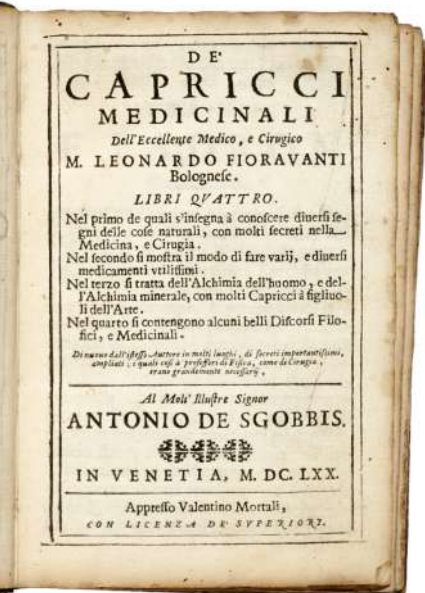 DE'
CAPRICCI
MEDICINALI
Dell'Eccellente Medico, e Cirugico
M. LEONARDO FIORAVANTI
Bolognese.
LIBRI QVATTRO.
Nel primo de quali s'insegna à conoscere diuersi se-
gni delle cose naturali, con molti secreti nella
Medicina, e Cirugia.
Nel secondo si mostra il modo di fare varij, e diuersi
medicamenti vtilissimi.
Nel terzo si tratta dell'Alchimia dell'huomo, e del-
l'Alchimia minerale, con molti Capricci à figliuo-
li dell'Arte.
Nel quarto si contengono alcuni belli Discorsi Filo-
sofici, e Medicinali.
Di nuouo dall'istesso Auttore in molti luoghi, di secreti importantissimi,
ampliati, i quali così à professori di Fisica, come di Cirugia,
erano grandemente necessarij,
Al Molt' Illustre Signor
ANTONIO DE SGOBBIS.
IN VENETIA, M. DC. LXX.
Appresso Valentino Mortali,
CON LICENZA DE' SVPERIORI.